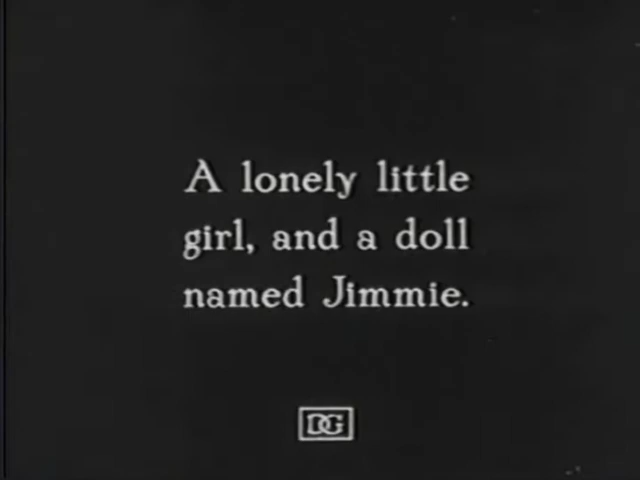 A lonely little
girl, and a doll
named Jimmie.
DG